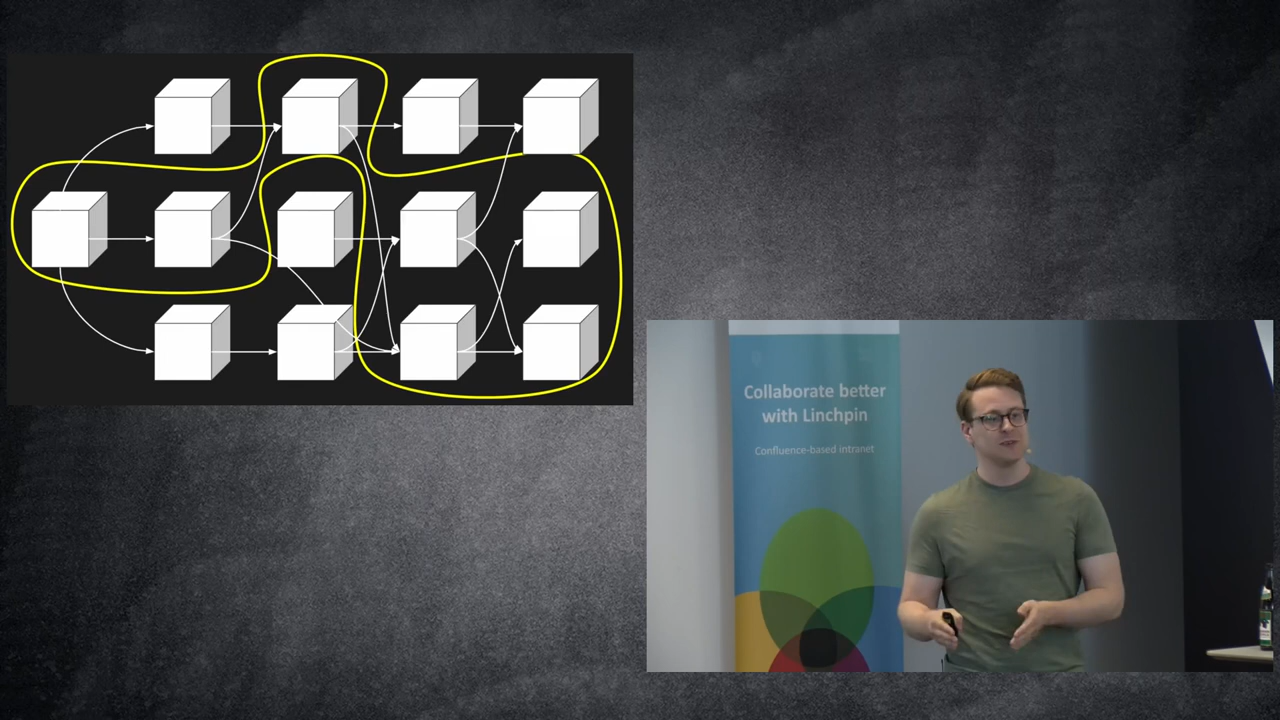 Collaborate better
with Linchpin
Confluence-based intranet